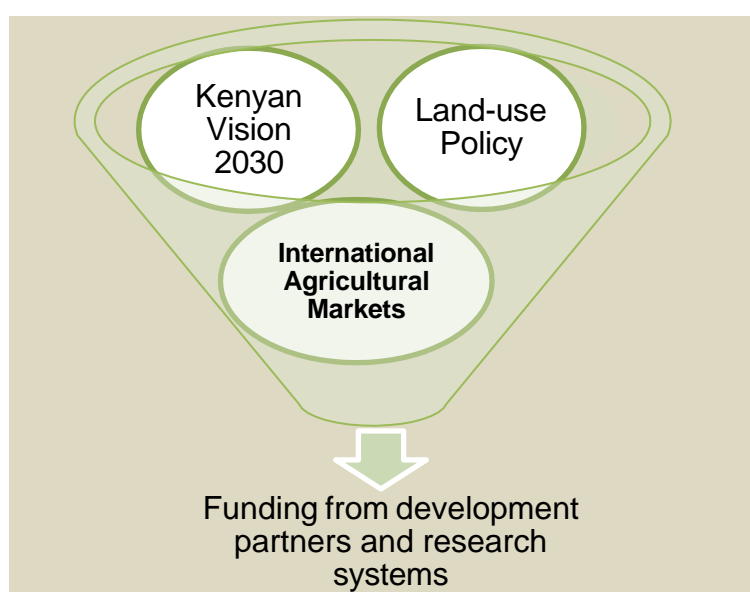 Kenyan
Vision
2030
Land-use
Policy
International
Agricultural
Markets
Funding from development
partners and research
systems